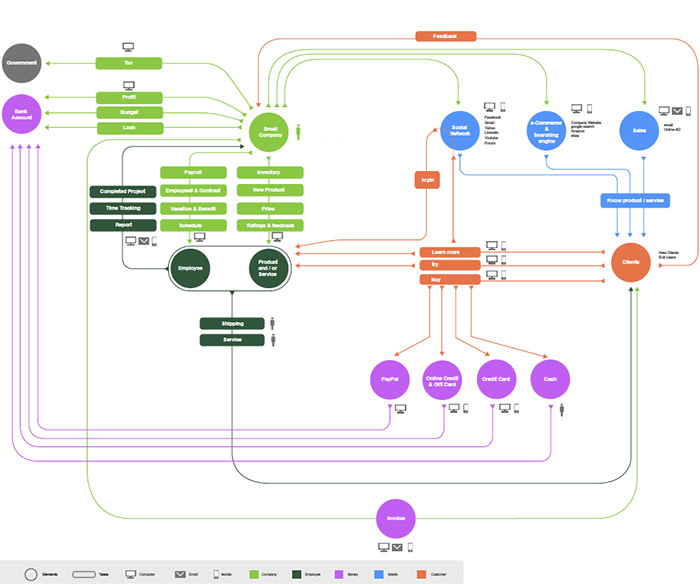 Feedback
Government
Tax
Bank
Account
Profit
Budget
Loan
Small
Company
Social
Network
Facebook
Gmail
Yahoo
Linkedin
Youtube
Forum
e-Commerce
& Searching
engine
Company Website
google search
Amazon
ebay
Sales
email
Online AD
Payroll
Employees & Contract
Vacation & Benefit
Schedule
Inventory
New Product
Price
Ratings & feedback
Completed Project
Time Tracking
Report
login
Know product / service
Employee
Product
and / or
Service
Learn more
try
buy
Clients
New Clients
Exit Users
Shipping
Service
PayPal
Online Credit
& Gift Card
Credit Card
Cash
Invoice
Elements
Tasks
Computer
Email
Mobile
Company
Employee
Money
Media
Customer